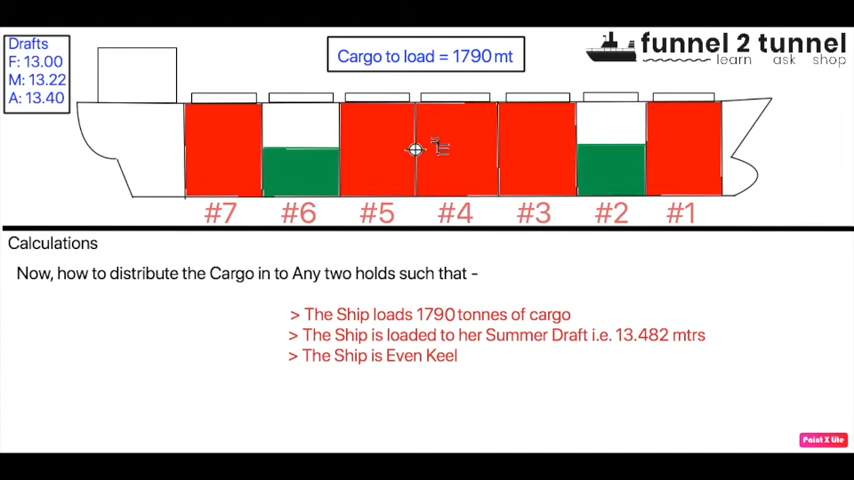 Drafts
F: 13.00
M: 13.22
A: 13.40
Cargo to load = 1790 mt
funnel 2 tunnel
learn ask shop
#7 #6 #5 #4 #3 #2 #1
Calculations
Now, how to distribute the Cargo in to Any two holds such that -
> The Ship loads 1790 tonnes of cargo
> The Ship is loaded to her Summer Draft i.e. 13.482 mtrs
> The Ship is Even Keel
Paint X Lite